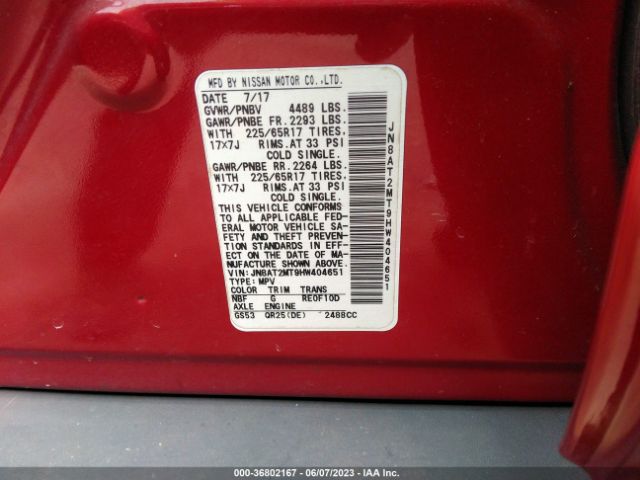 MFD BY NISSAN MOTOR CO.,LTD.
DATE 7/17
GVWR/PNBV 4489 LBS.
GAWR/PNBE FR. 2293 LBS.
WITH 225/65R17 TIRES.
17X7J RIMS.AT 33 PSI
COLD SINGLE.
GAWR/PNBE RR. 2264 LBS.
WITH 225/65R17 TIRES.
17X7J RIMS.AT 33 PSI
COLD SINGLE.
THIS VEHICLE CONFORMS
TO ALL APPLICABLE FED-
ERAL MOTOR VEHICLE SA-
FETY AND THEFT PREVEN-
TION STANDARDS IN EFF-
ECT ON THE DATE OF MA-
NUFACTURE SHOWN ABOVE.
VIN: JN8AT2MT9HW404651
TYPE: MPV
COLOR TRIM TRANS
NBF G RE0F10D
AXLE ENGINE
GS53 QR25(DE) 2488CC
JN8AT2MT9HW404651
000-36802167 - 06/07/2023 - IAA Inc.